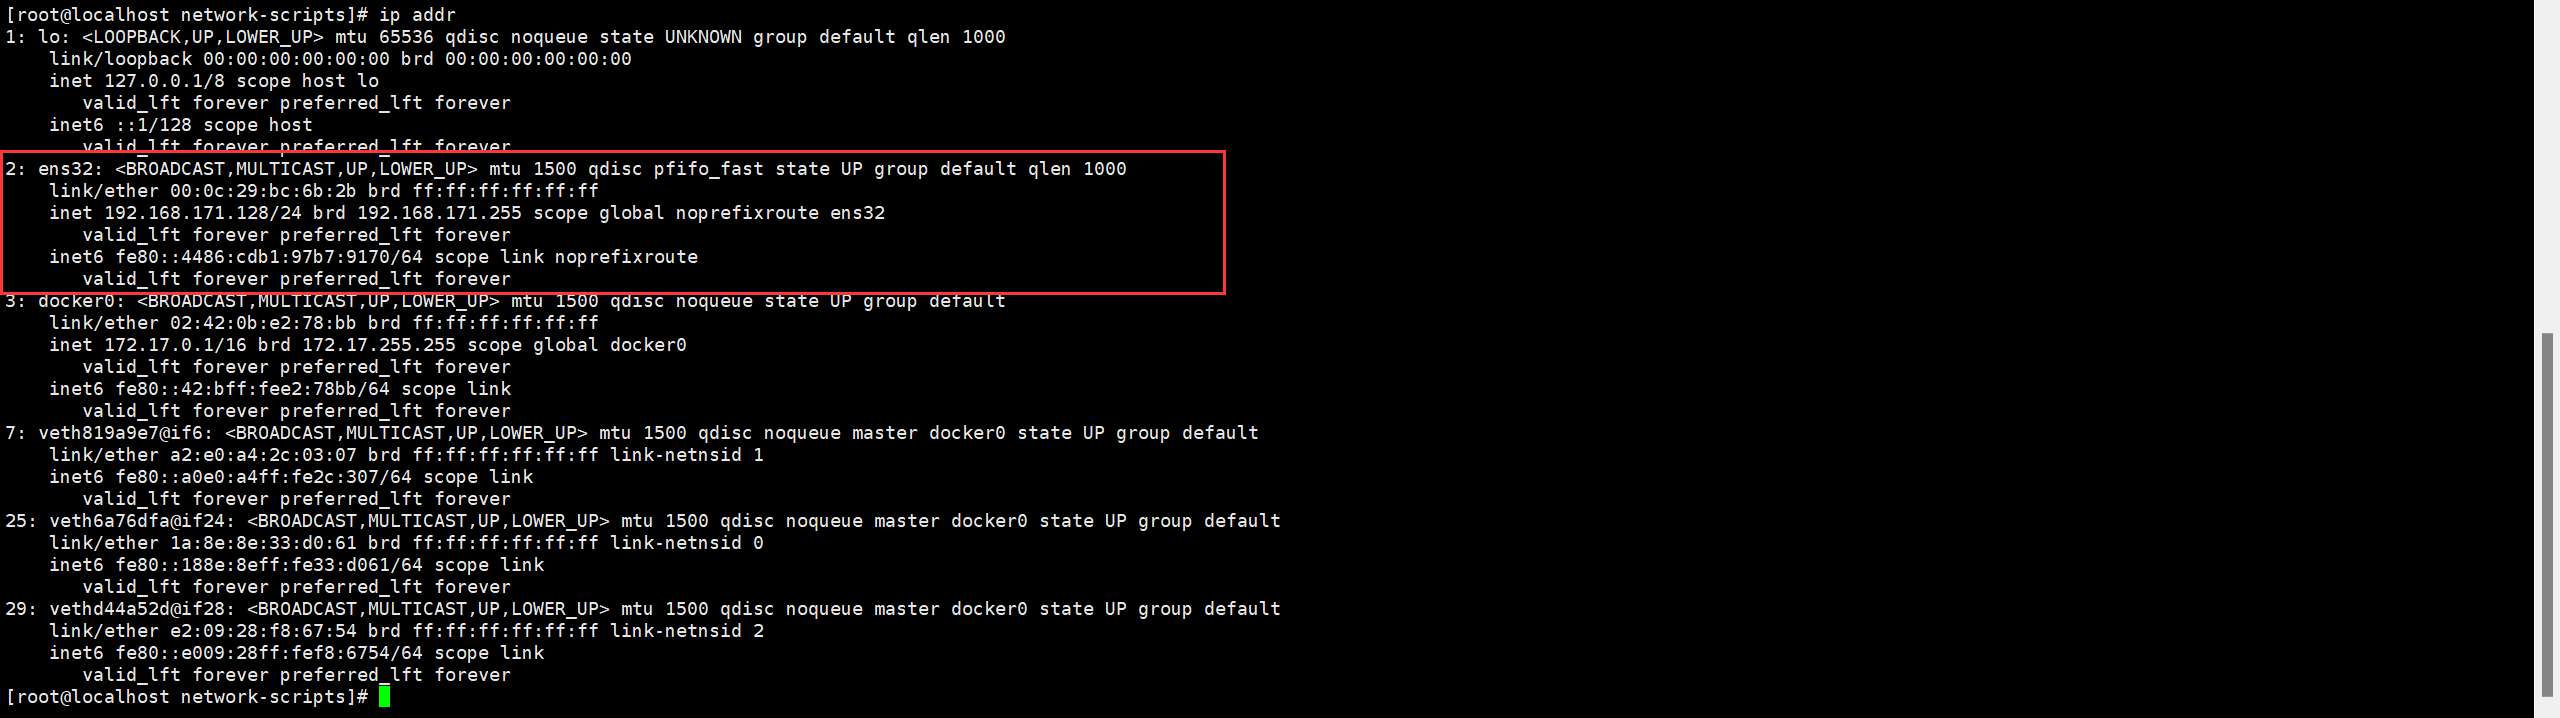 [root@localhost network-scripts]# ip addr
1: lo: <LOOPBACK,UP,LOWER_UP> mtu 65536 qdisc noqueue state UNKNOWN group default qlen 1000
    link/loopback 00:00:00:00:00:00 brd 00:00:00:00:00:00
    inet 127.0.0.1/8 scope host lo
       valid_lft forever preferred_lft forever
    inet6 ::1/128 scope host
       valid_lft forever preferred_lft forever
2: ens32: <BROADCAST,MULTICAST,UP,LOWER_UP> mtu 1500 qdisc pfifo_fast state UP group default qlen 1000
    link/ether 00:0c:29:bc:6b:2b brd ff:ff:ff:ff:ff:ff
    inet 192.168.171.128/24 brd 192.168.171.255 scope global noprefixroute ens32
       valid_lft forever preferred_lft forever
    inet6 fe80::4486:cdb1:97b7:9170/64 scope link noprefixroute
       valid_lft forever preferred_lft forever
3: docker0: <BROADCAST,MULTICAST,UP,LOWER_UP> mtu 1500 qdisc noqueue state UP group default
    link/ether 02:42:0b:e2:78:bb brd ff:ff:ff:ff:ff:ff
    inet 172.17.0.1/16 brd 172.17.255.255 scope global docker0
       valid_lft forever preferred_lft forever
    inet6 fe80::42:bff:fee2:78bb/64 scope link
       valid_lft forever preferred_lft forever
7: veth819a9e7@if6: <BROADCAST,MULTICAST,UP,LOWER_UP> mtu 1500 qdisc noqueue master docker0 state UP group default
    link/ether a2:e0:a4:2c:03:07 brd ff:ff:ff:ff:ff:ff link-netnsid 1
    inet6 fe80::a0e0:a4ff:fe2c:307/64 scope link
       valid_lft forever preferred_lft forever
25: veth6a76dfa@if24: <BROADCAST,MULTICAST,UP,LOWER_UP> mtu 1500 qdisc noqueue master docker0 state UP group default
    link/ether 1a:8e:8e:33:d0:61 brd ff:ff:ff:ff:ff:ff link-netnsid 0
    inet6 fe80::188e:8eff:fe33:d061/64 scope link
       valid_lft forever preferred_lft forever
29: vethd44a52d@if28: <BROADCAST,MULTICAST,UP,LOWER_UP> mtu 1500 qdisc noqueue master docker0 state UP group default
    link/ether e2:09:28:f8:67:54 brd ff:ff:ff:ff:ff:ff link-netnsid 2
    inet6 fe80::e009:28ff:fef8:6754/64 scope link
       valid_lft forever preferred_lft forever
[root@localhost network-scripts]#